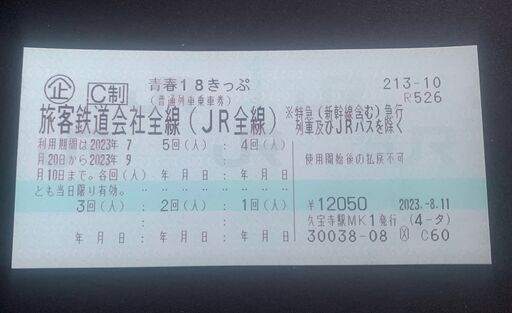 企 C制 青春18きっぷ 213-10
(普通列車乗車券) R526
旅客鉄道会社全線(JR全線) ※特急(新幹線含む)急行
列車及びJRバスを除く
利用期間は2023年 7 5回(人) : 4回(人)
月20日から2023年 9 使用開始後の払戻不可
月10日まで。各回(人) 年 月 日 : 年 月 日
とも当日限り有効。
3回(人) : 2回(人) : 1回(人) ¥12050 2023.-8.11
久宝寺駅MK1発行 (4-タ)
年 月 日 : 年 月 日 : 年 月 日 30038-08 C60